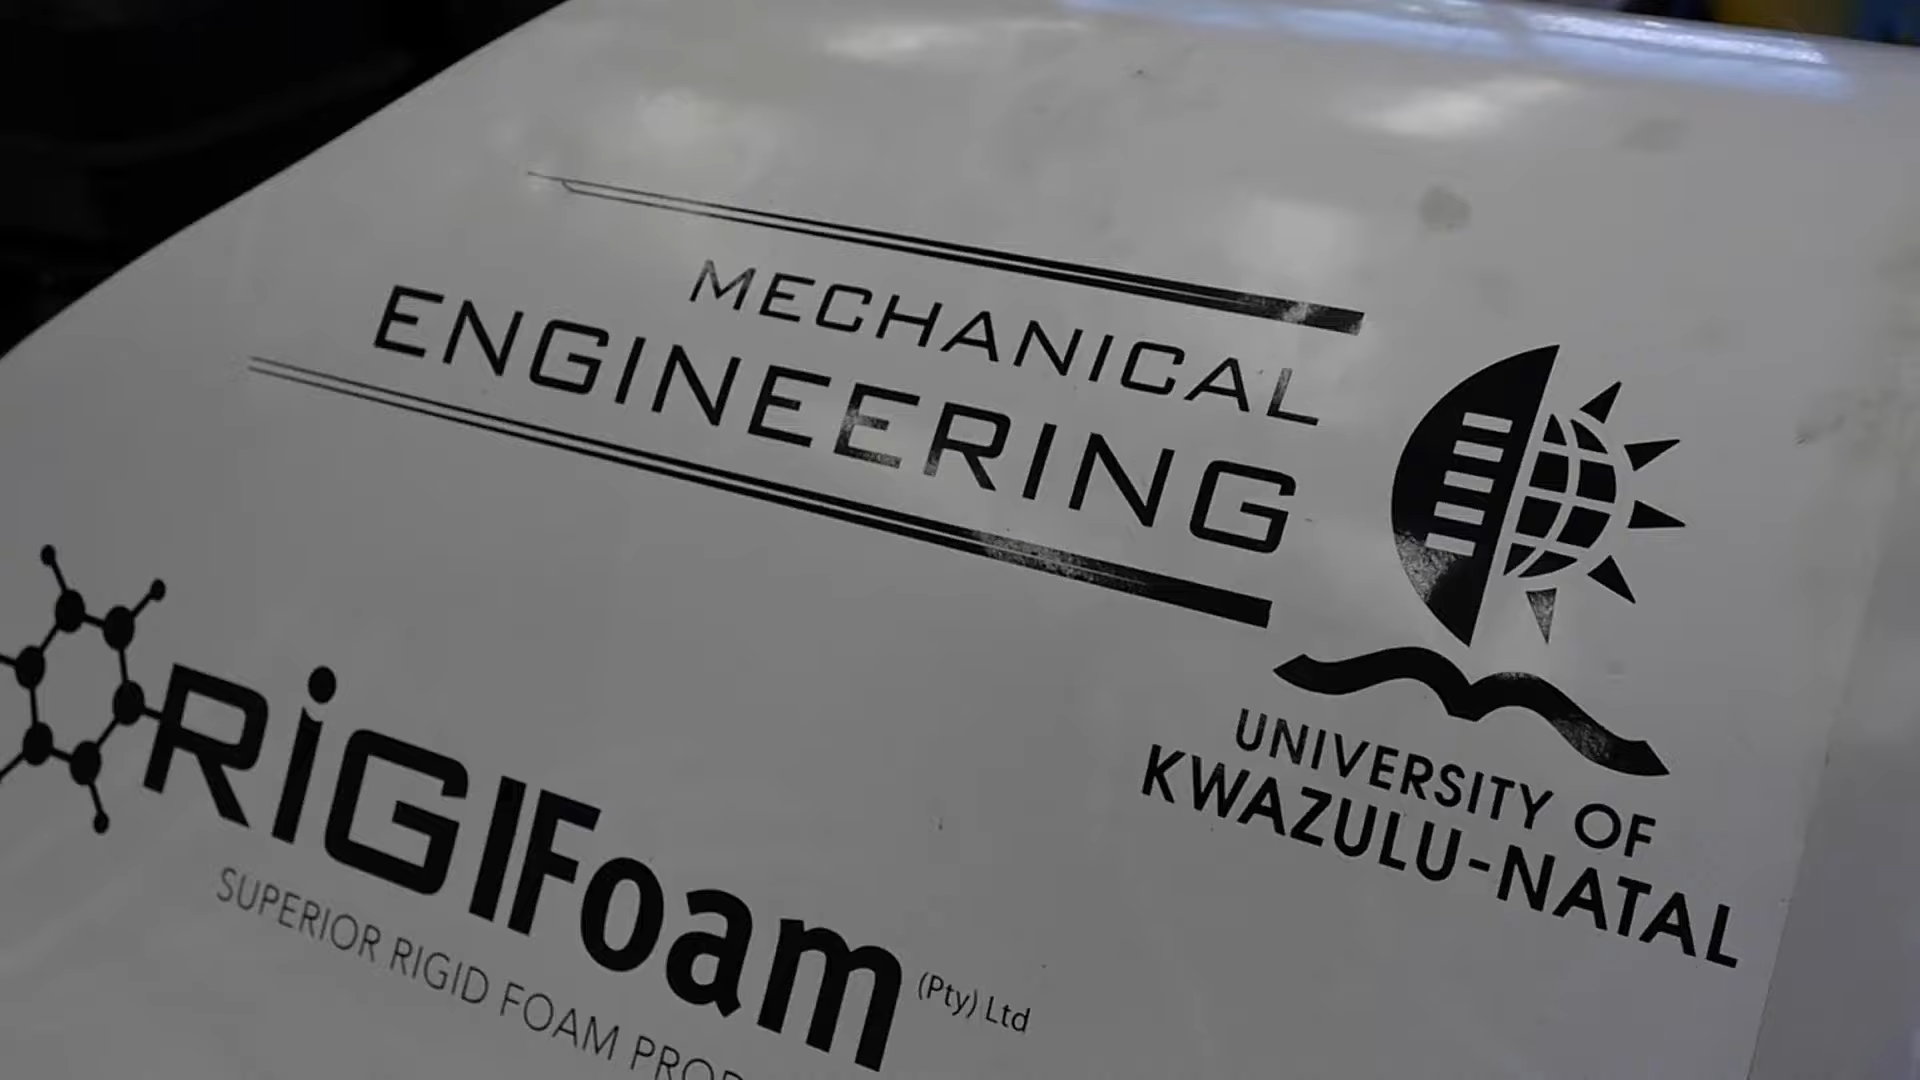 MECHANICAL
ENGINEERING
UNIVERSITY OF
KWAZULU-NATAL
RIGIFoam (Pty) Ltd
SUPERIOR RIGID FOAM